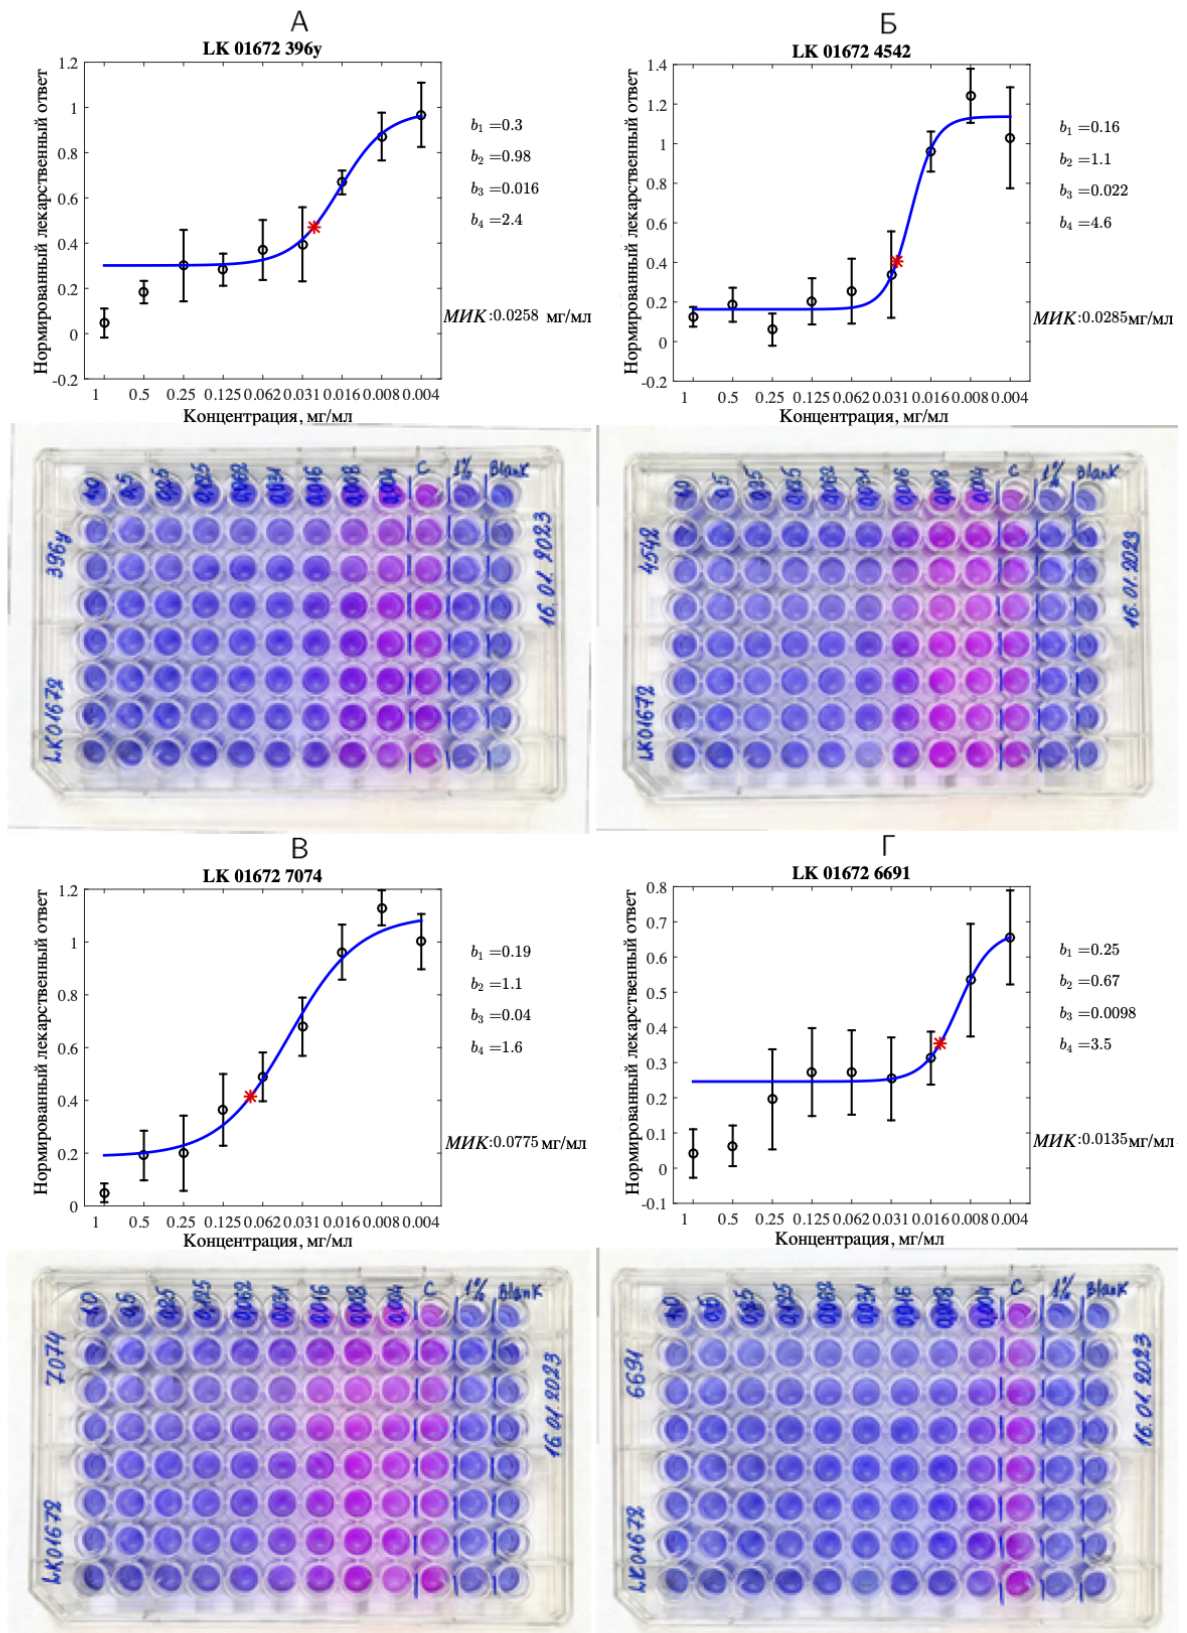 А
LK 01672 396y
Нормированный лекарственный ответ
1.2
1
0.8
0.6
0.4
0.2
0
-0.2
1 0.5 0.25 0.125 0.062 0.031 0.016 0.008 0.004
Концентрация, мг/мл
b₁ =0.3
b₂ =0.98
b₃ =0.016
b₄ =2.4
МИК:0.0258 мг/мл
Б
LK 01672 4542
Нормированный лекарственный ответ
1.4
1.2
1
0.8
0.6
0.4
0.2
0
-0.2
1 0.5 0.25 0.125 0.062 0.031 0.016 0.008 0.004
Концентрация, мг/мл
b₁ =0.16
b₂ =1.1
b₃ =0.022
b₄ =4.6
МИК:0.0285мг/мл
1,0 0,5 0,25 0,125 0,062 0,031 0,016 0,008 0,004 C 1% Blank
396y
LK01672
16.01.2023
1,0 0,5 0,25 0,125 0,062 0,031 0,016 0,008 0,004 C 1% Blank
4542
LK01672
16.01.2023
В
LK 01672 7074
Нормированный лекарственный ответ
1.2
1
0.8
0.6
0.4
0.2
0
1 0.5 0.25 0.125 0.062 0.031 0.016 0.008 0.004
Концентрация, мг/мл
b₁ =0.19
b₂ =1.1
b₃ =0.04
b₄ =1.6
МИК:0.0775мг/мл
Г
LK 01672 6691
Нормированный лекарственный ответ
0.8
0.7
0.6
0.5
0.4
0.3
0.2
0.1
0
-0.1
1 0.5 0.25 0.125 0.062 0.031 0.016 0.008 0.004
Концентрация, мг/мл
b₁ =0.25
b₂ =0.67
b₃ =0.0098
b₄ =3.5
МИК:0.0135мг/мл
1,0 0,5 0,25 0,125 0,062 0,031 0,016 0,008 0,004 C 1% Blank
7074
LK01672
16.01.2023
1,0 0,5 0,25 0,125 0,062 0,031 0,016 0,008 0,004 C 1% Blank
6691
LK01672
16.01.2023